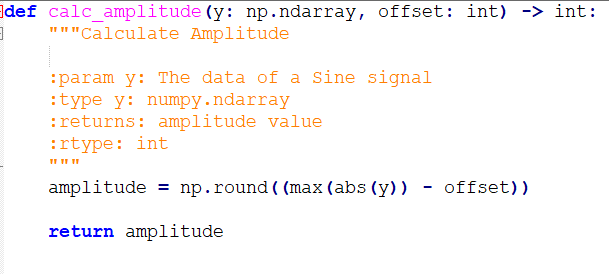 def calc_amplitude(y: np.ndarray, offset: int) -> int:
    """Calculate Amplitude
    :param y: The data of a Sine signal
    :type y: numpy.ndarray
    :returns: amplitude value
    :rtype: int
    """
    amplitude = np.round((max(abs(y)) - offset))
    return amplitude